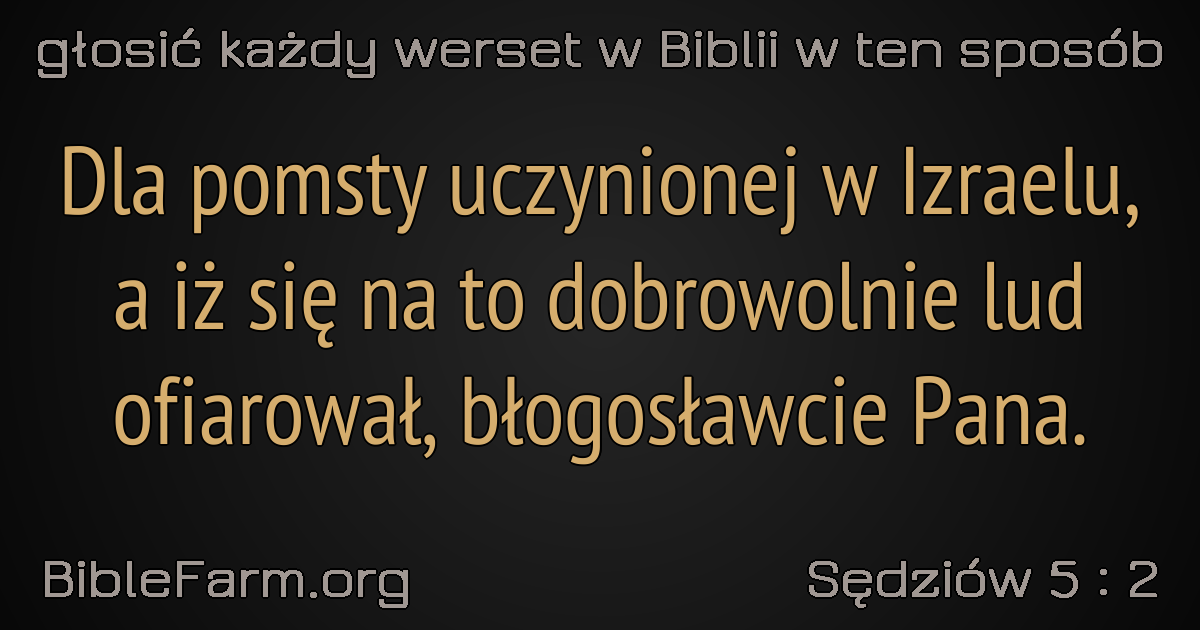 głosić każdy werset w Biblii w ten sposób
Dla pomsty uczynionej w Izraelu,
a iż się na to dobrowolnie lud
ofiarował, błogosławcie Pana.
BibleFarm.org
Sędziów 5 : 2